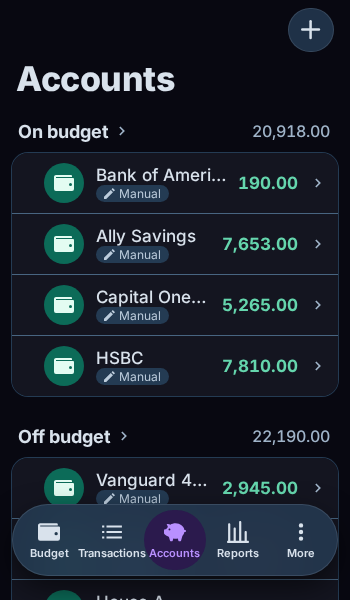 Accounts
On budget 20,918.00
Bank of Ameri... 190.00
Manual
Ally Savings 7,653.00
Manual
Capital One... 5,265.00
Manual
HSBC 7,810.00
Manual
Off budget 22,190.00
Vanguard 4... 2,945.00
Manual
Budget Transactions Accounts Reports More